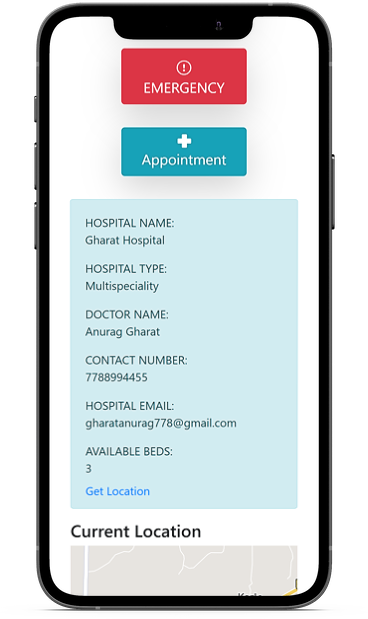 EMERGENCY
Appointment
HOSPITAL NAME:
Gharat Hospital
HOSPITAL TYPE:
Multispeciality
DOCTOR NAME:
Anurag Gharat
CONTACT NUMBER:
7788994455
HOSPITAL EMAIL:
gharatanurag778@gmail.com
AVAILABLE BEDS:
3
Get Location
Current Location